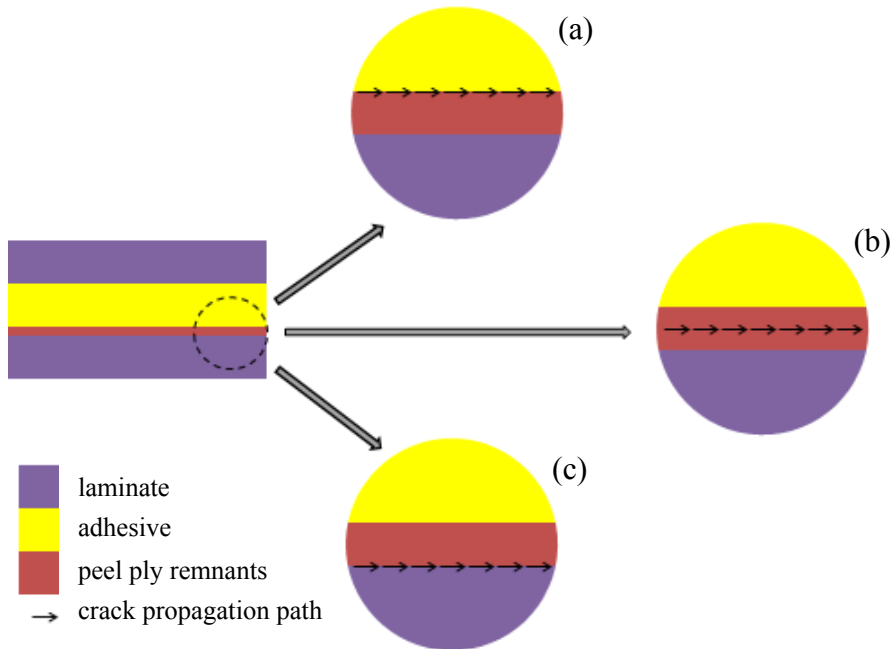 (a)
(b)
(c)
laminate
adhesive
peel ply remnants
crack propagation path